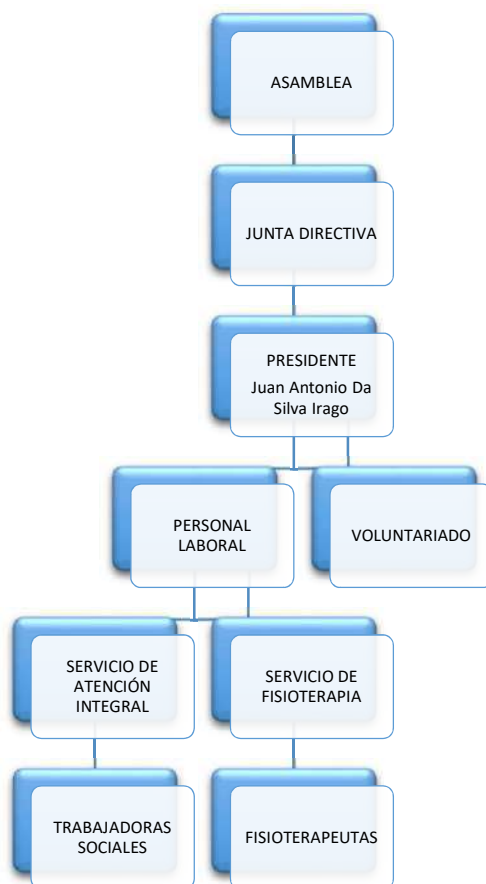 ASAMBLEA
JUNTA DIRECTIVA
PRESIDENTE
Juan Antonio Da
Silva Irago
PERSONAL
LABORAL
VOLUNTARIADO
SERVICIO DE
ATENCIÓN
INTEGRAL
SERVICIO DE
FISIOTERAPIA
TRABAJADORAS
SOCIALES
FISIOTERAPEUTAS